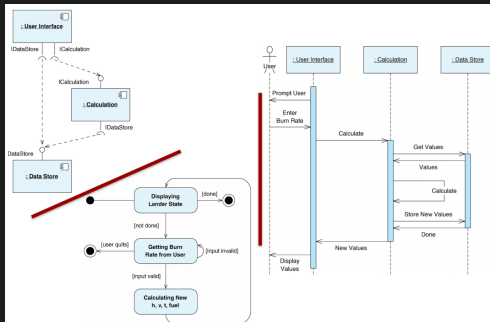 : User Interface
IDataStore
ICalculation
ICalculation
: Calculation
IDataStore
DataStore
: Data Store
Displaying
Lander State
[done]
[not done]
[user quits]
Getting Burn
Rate from User
[input invalid]
[input valid]
Calculating New
h, v, t, fuel
User
: User Interface
: Calculation
: Data Store
Prompt User
Enter
Burn Rate
Calculate
Get Values
Values
Calculate
Store New Values
Done
New Values
Display
Values